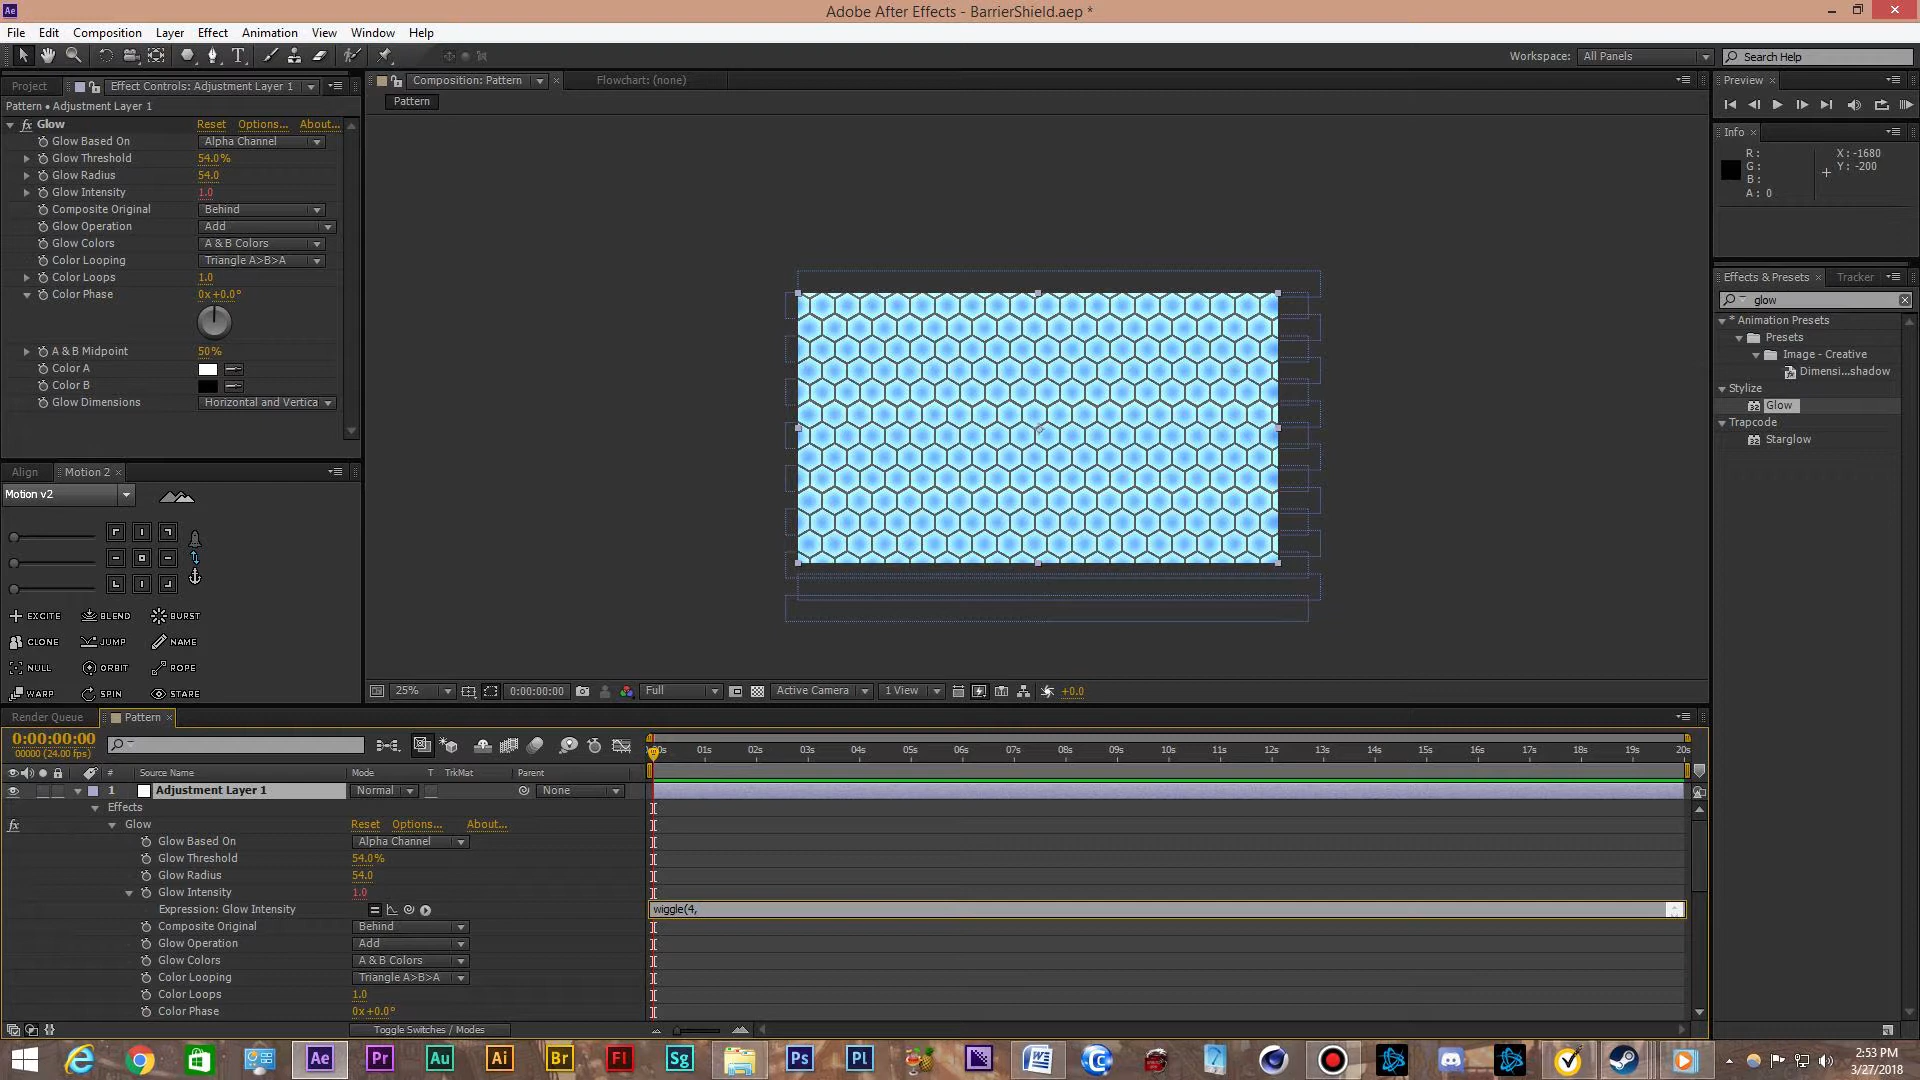 Ae
Adobe After Effects - BarrierShield.aep *
File Edit Composition Layer Effect Animation View Window Help
Workspace: All Panels Search Help
Project Effect Controls: Adjustment Layer 1
Pattern • Adjustment Layer 1
fx Glow Reset Options... About...
Glow Based On Alpha Channel
Glow Threshold 54.0%
Glow Radius 54.0
Glow Intensity 1.0
Composite Original Behind
Glow Operation Add
Glow Colors A & B Colors
Color Looping Triangle A>B>A
Color Loops 1.0
Color Phase 0x+0.0°
A & B Midpoint 50%
Color A
Color B
Glow Dimensions Horizontal and Vertica
Align Motion 2
Motion v2
EXCITE BLEND BURST
CLONE JUMP NAME
NULL ORBIT ROPE
WARP SPIN STARE
Composition: Pattern Flowchart: (none)
Pattern
25% 0:00:00:00 Full Active Camera 1 View +0.0
Preview
Info
R: X: -1680
G: Y: -200
B:
A: 0
Effects & Presets Tracker
glow
* Animation Presets
Presets
Image - Creative
Dimensi...shadow
Stylize
Glow
Trapcode
Starglow
Render Queue Pattern
0:00:00:00
00000 (24.00 fps)
01s 02s 03s 04s 05s 06s 07s 08s 09s 10s 11s 12s 13s 14s 15s 16s 17s 18s 19s 20s
# Source Name Mode T TrkMat Parent
1 Adjustment Layer 1 Normal None
Effects
fx Glow Reset Options... About...
Glow Based On Alpha Channel
Glow Threshold 54.0%
Glow Radius 54.0
Glow Intensity 1.0
Expression: Glow Intensity wiggle(4,
Composite Original Behind
Glow Operation Add
Glow Colors A & B Colors
Color Looping Triangle A>B>A
Color Loops 1.0
Color Phase 0x+0.0°
Toggle Switches / Modes
Ae Pr Au Ai Br Fl Sg Ps Pl
2:53 PM
3/27/2018